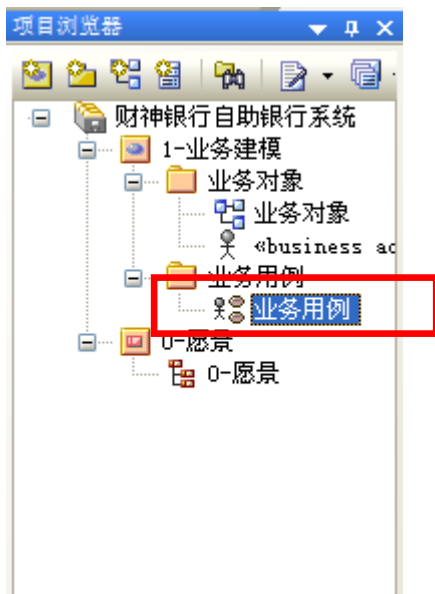 项目浏览器
财神银行自助银行系统
1-业务建模
业务对象
业务对象
«business ac
业务用例
业务用例
0-愿景
0-愿景